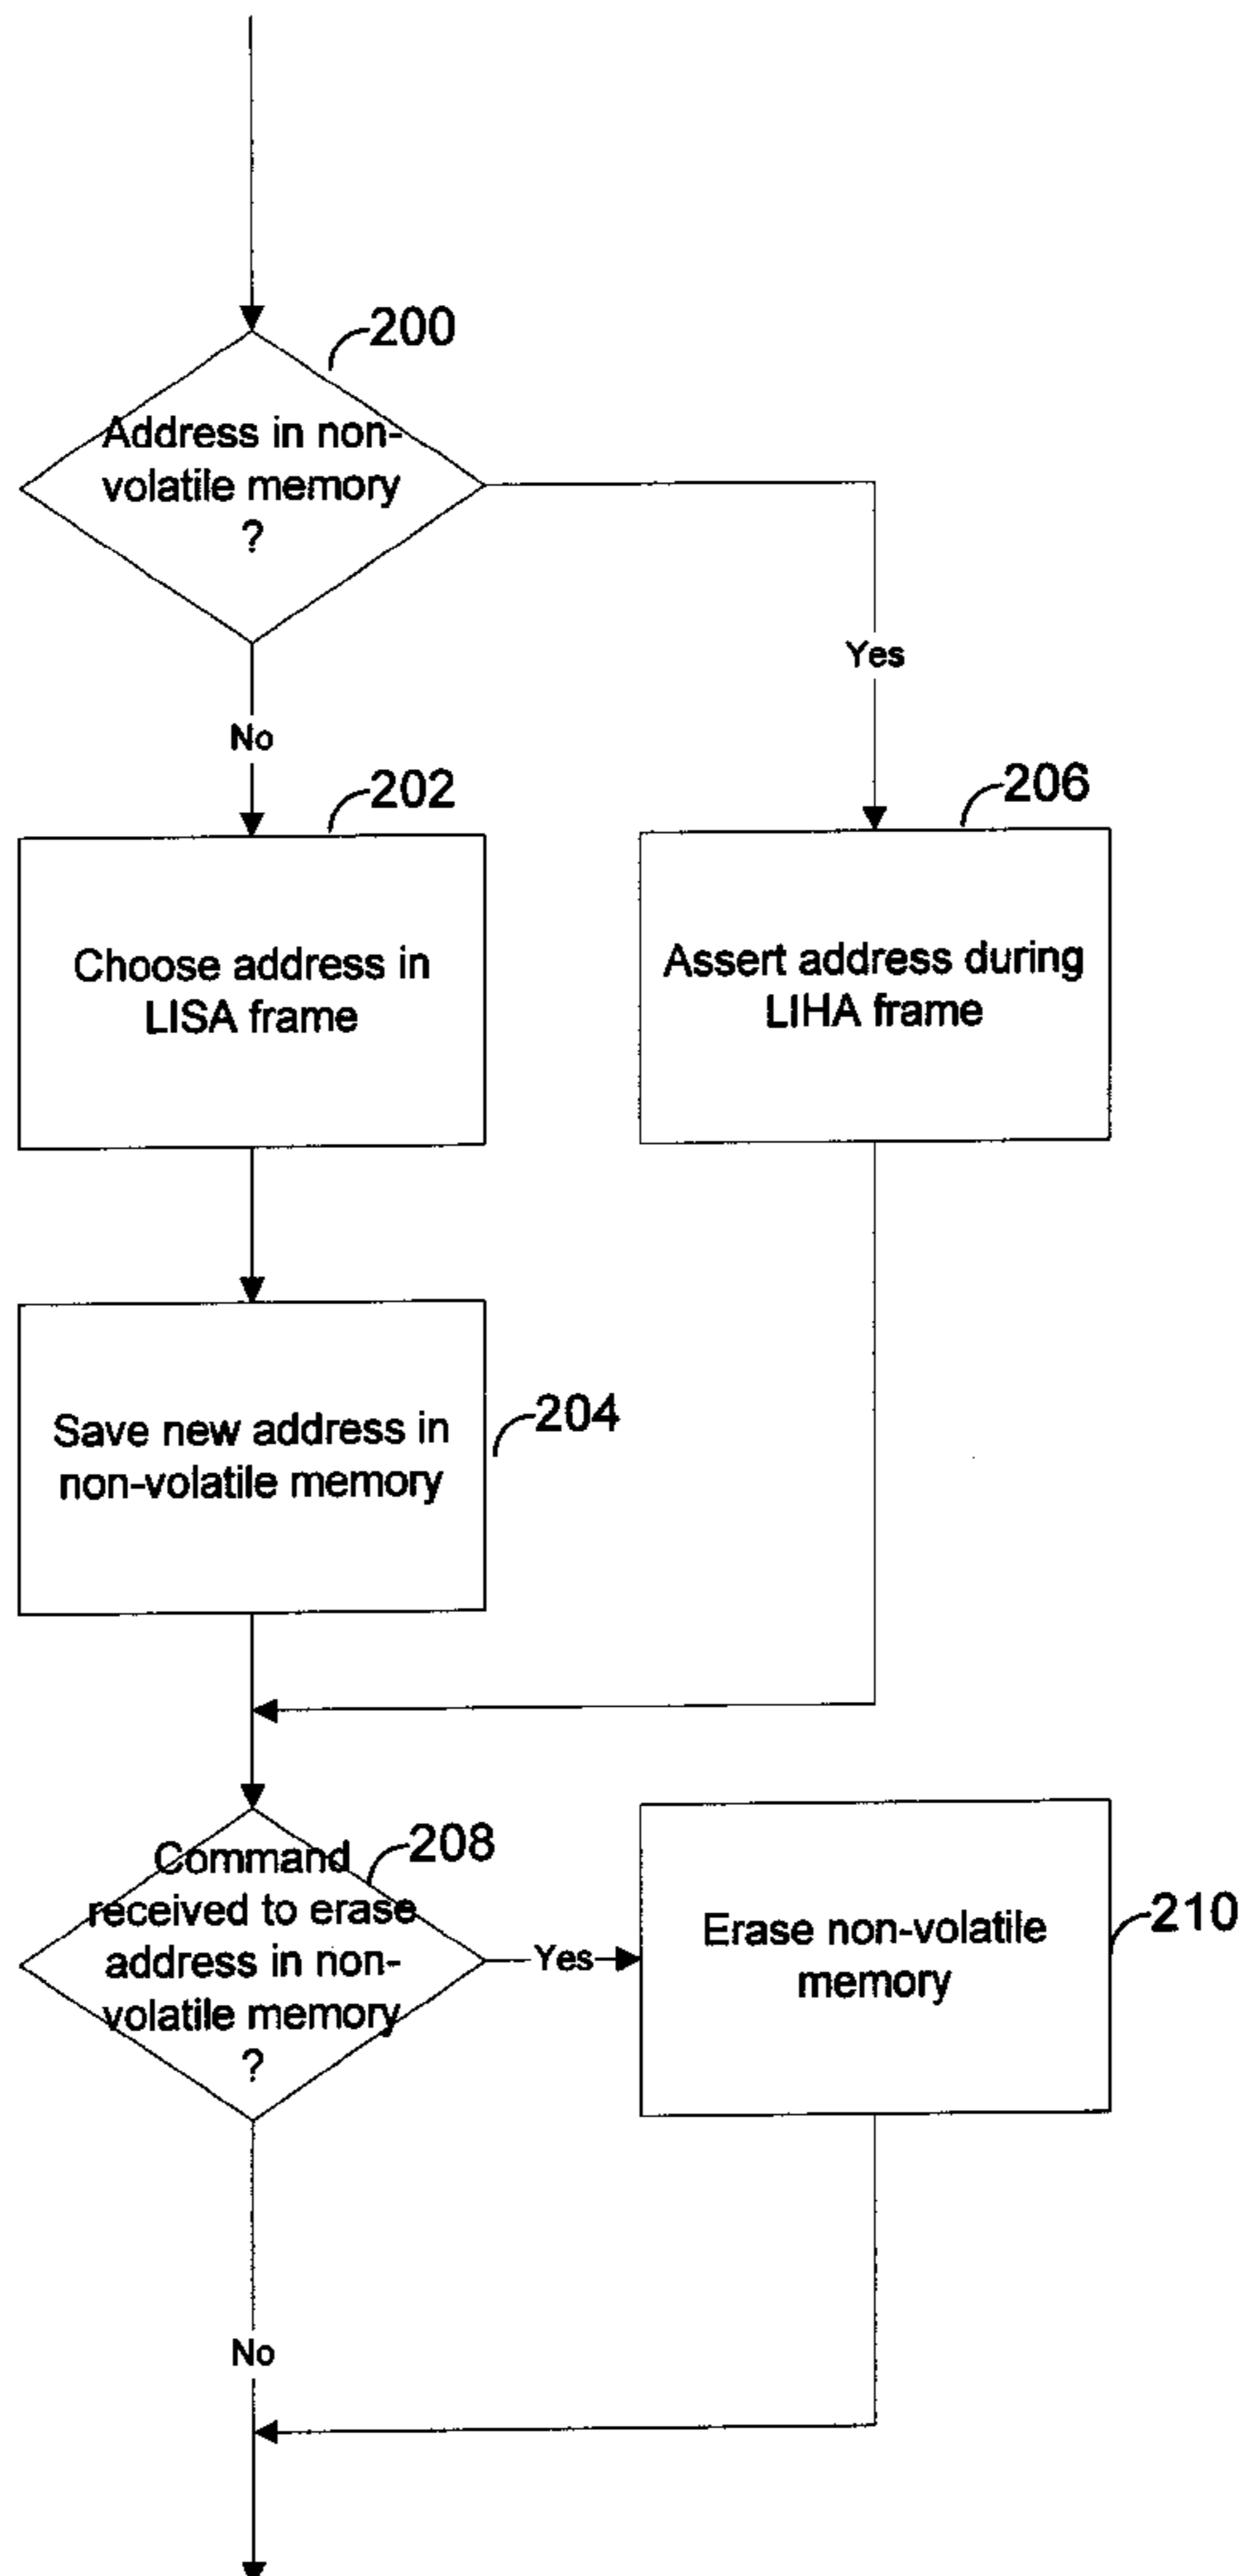 200
Address in non-
volatile memory
?
Yes
No
202
206
Choose address in
LISA frame
Assert address during
LIHA frame
204
Save new address in
non-volatile memory
208
Command
received to erase
address in non-
volatile memory
?
Yes
210
Erase non-volatile
memory
No